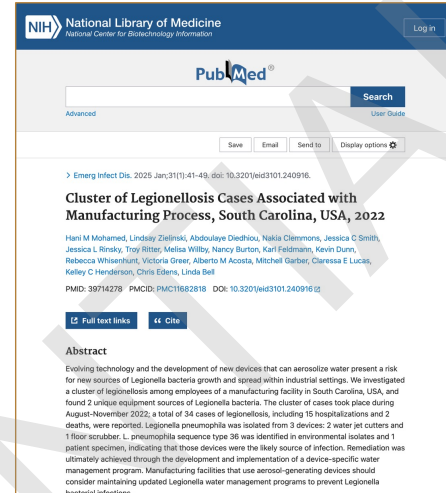 NIH National Library of Medicine
National Center for Biotechnology Information
Log in
PubMed®
Search
Advanced
User Guide
Save
Email
Send to
Display options
> Emerg Infect Dis. 2025 Jan;31(1):41-49. doi: 10.3201/eid3101.240916.
Cluster of Legionellosis Cases Associated with
Manufacturing Process, South Carolina, USA, 2022
Hani M Mohamed, Lindsay Zielinski, Abdoulaye Diedhiou, Nakia Clemmons, Jessica C Smith,
Jessica L Rinsky, Troy Ritter, Melisa Willby, Nancy Burton, Karl Feldmann, Kevin Dunn,
Rebecca Whisenhunt, Victoria Greer, Alberto M Acosta, Mitchell Garber, Claressa E Lucas,
Kelley C Henderson, Chris Edens, Linda Bell
PMID: 39714278 PMCID: PMC11682818 DOI: 10.3201/eid3101.240916
Full text links
Cite
Abstract
Evolving technology and the development of new devices that can aerosolize water present a risk
for new sources of Legionella bacteria growth and spread within industrial settings. We investigated
a cluster of legionellosis among employees of a manufacturing facility in South Carolina, USA, and
found 2 unique equipment sources of Legionella bacteria. The cluster of cases took place during
August-November 2022; a total of 34 cases of legionellosis, including 15 hospitalizations and 2
deaths, were reported. Legionella pneumophila was isolated from 3 devices: 2 water jet cutters and
1 floor scrubber. L. pneumophila sequence type 36 was identified in environmental isolates and 1
patient specimen, indicating that those devices were the likely source of infection. Remediation was
ultimately achieved through the development and implementation of a device-specific water
management program. Manufacturing facilities that use aerosol-generating devices should
consider maintaining updated Legionella water management programs to prevent Legionella
bacterial infections.